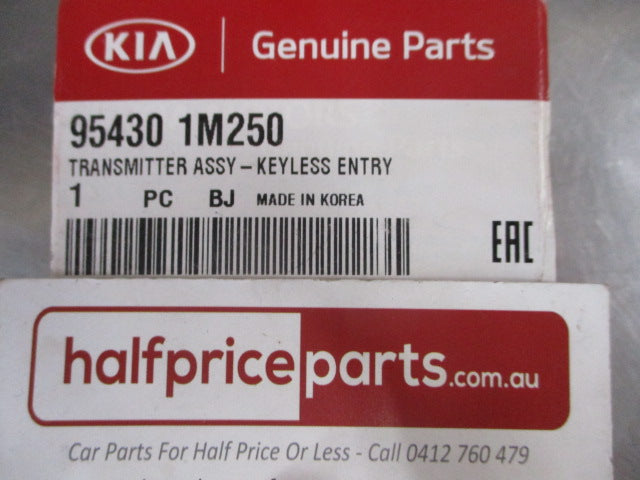 KIA Genuine Parts
95430 1M250
TRANSMITTER ASSY – KEYLESS ENTRY
1 PC BJ MADE IN KOREA
EAC
halfpriceparts.com.au
Car Parts For Half Price Or Less - Call 0412 760 479